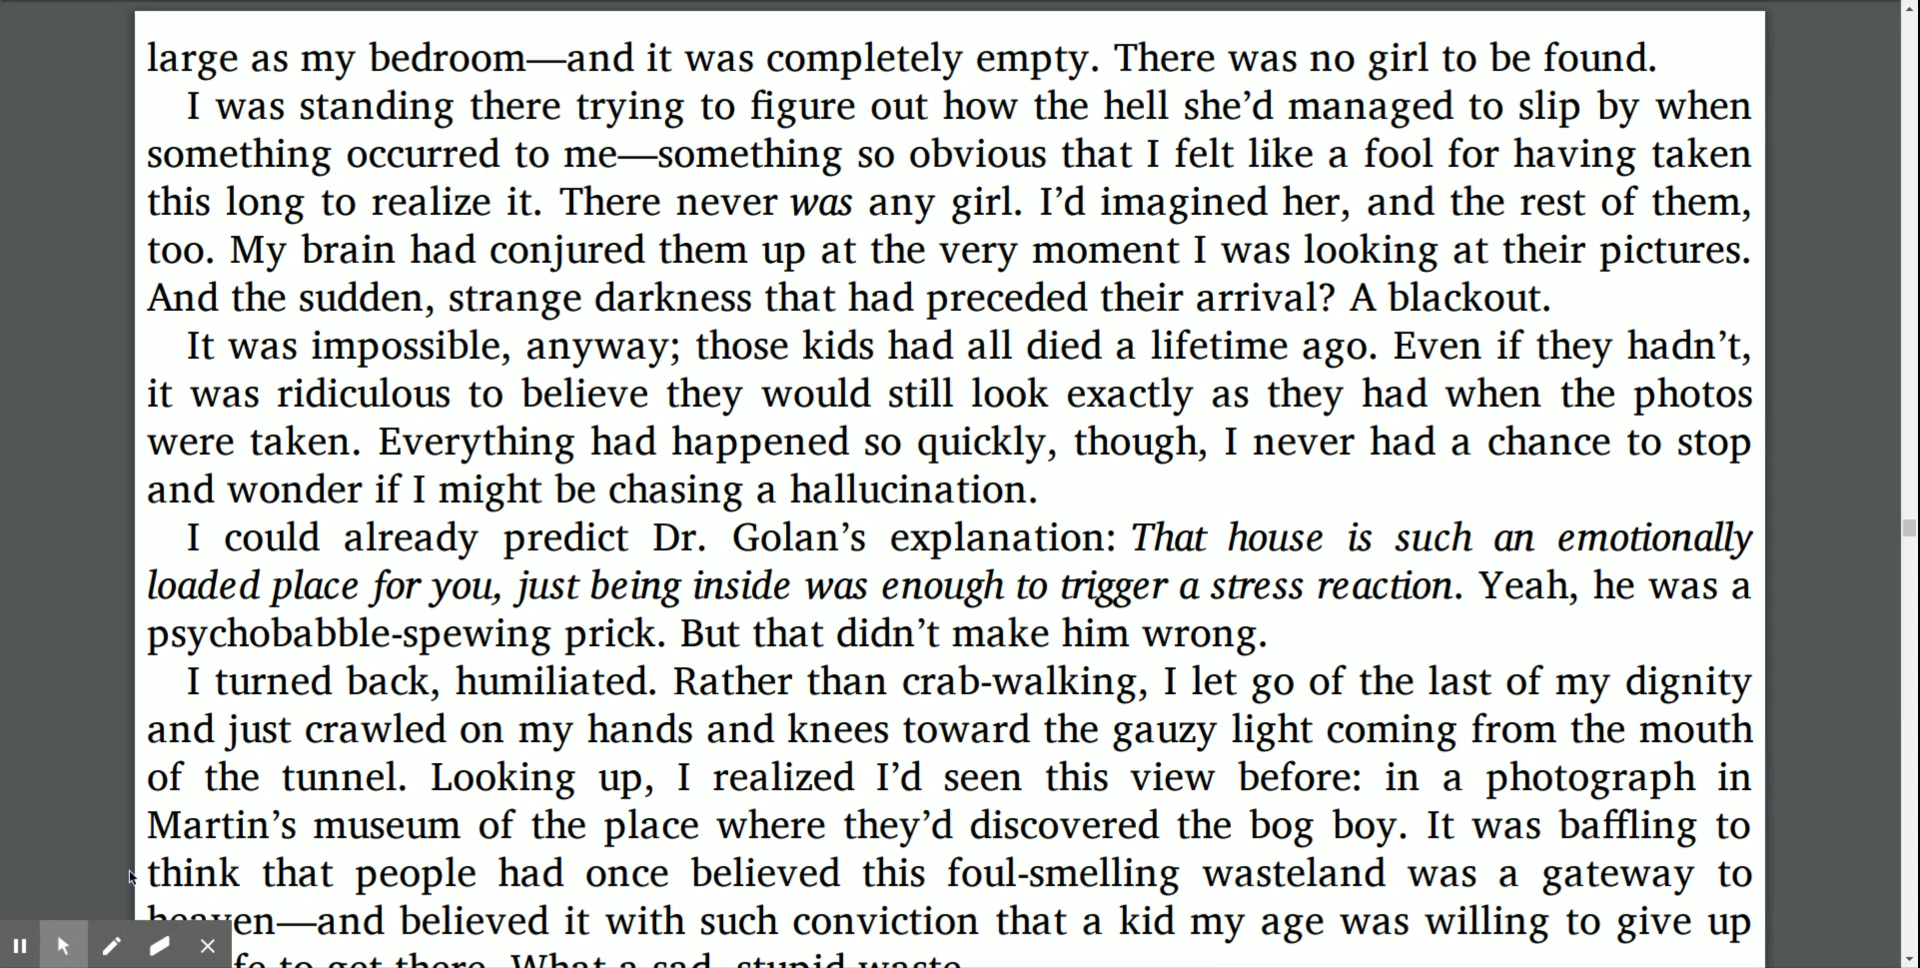 large as my bedroom—and it was completely empty. There was no girl to be found.
I was standing there trying to figure out how the hell she’d managed to slip by when
something occurred to me—something so obvious that I felt like a fool for having taken
this long to realize it. There never was any girl. I’d imagined her, and the rest of them,
too. My brain had conjured them up at the very moment I was looking at their pictures.
And the sudden, strange darkness that had preceded their arrival? A blackout.
It was impossible, anyway; those kids had all died a lifetime ago. Even if they hadn’t,
it was ridiculous to believe they would still look exactly as they had when the photos
were taken. Everything had happened so quickly, though, I never had a chance to stop
and wonder if I might be chasing a hallucination.
I could already predict Dr. Golan’s explanation: That house is such an emotionally
loaded place for you, just being inside was enough to trigger a stress reaction. Yeah, he was a
psychobabble-spewing prick. But that didn’t make him wrong.
I turned back, humiliated. Rather than crab-walking, I let go of the last of my dignity
and just crawled on my hands and knees toward the gauzy light coming from the mouth
of the tunnel. Looking up, I realized I’d seen this view before: in a photograph in
Martin’s museum of the place where they’d discovered the bog boy. It was baffling to
think that people had once believed this foul-smelling wasteland was a gateway to
heaven—and believed it with such conviction that a kid my age was willing to give up
to get there. What a sad, stupid waste.